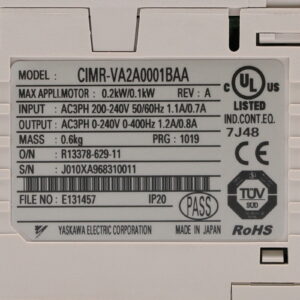 MODEL : CIMR-VA2A0001BAA
MAX APPLI.MOTOR : 0.2kW/0.1kW REV : A
INPUT : AC3PH 200-240V 50/60Hz 1.1A/0.7A
OUTPUT : AC3PH 0-240V 0-400Hz 1.2A/0.8A
MASS : 0.6kg PRG : 1019
O/N : R13378-629-11
S/N : J010XA968310011
FILE NO : E131457 IP20
PASS
YASKAWA ELECTRIC CORPORATION JAPAN
C UL US
LISTED
IND.CONT.EQ.
7J48
CE
TÜV
SÜD
RoHS